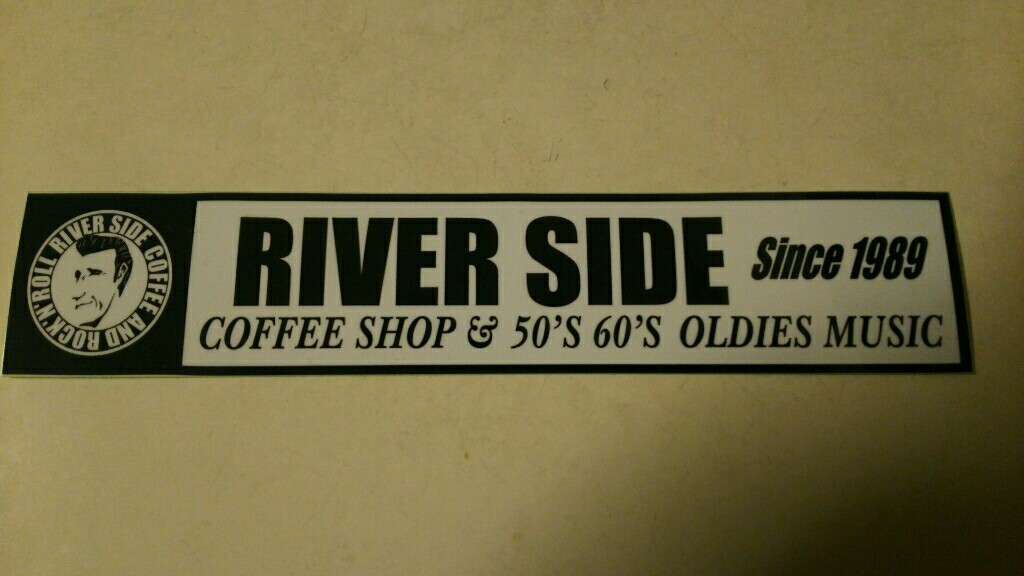 RIVER SIDE COFFEE AND ROCK'N'ROLL
RIVER SIDE
Since 1989
COFFEE SHOP & 50'S 60'S OLDIES MUSIC